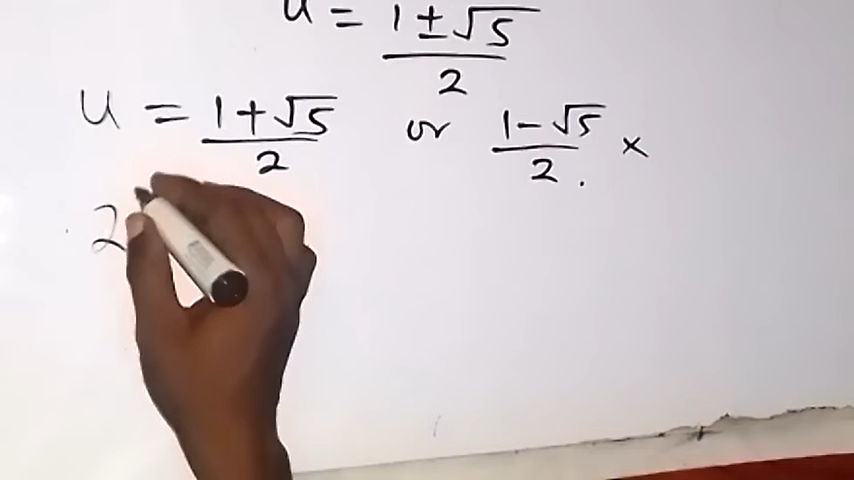 u = 1 ± √5 / 2
u = 1 + √5 / 2 or 1 - √5 / 2 . ×
2